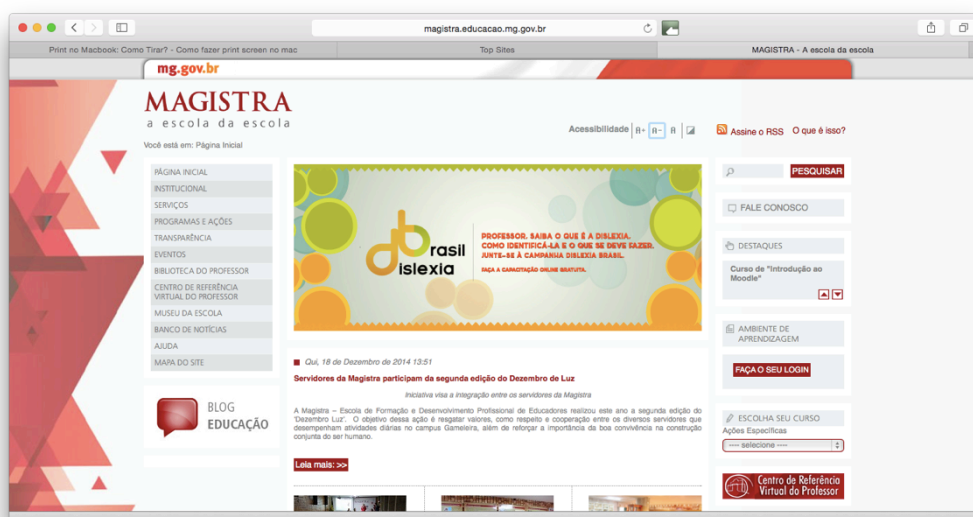 magistra.educacao.mg.gov.br
Print no Macbook: Como Tirar? - Como fazer print screen no mac
Top Sites
MAGISTRA - A escola da escola
mg.gov.br
MAGISTRA
a escola da escola
Acessibilidade A+ A- A
Assine o RSS O que é isso?
Você está em: Página Inicial
PÁGINA INICIAL
INSTITUCIONAL
SERVIÇOS
PROGRAMAS E AÇÕES
TRANSPARÊNCIA
EVENTOS
BIBLIOTECA DO PROFESSOR
CENTRO DE REFERÊNCIA
VIRTUAL DO PROFESSOR
MUSEU DA ESCOLA
BANCO DE NOTÍCIAS
AJUDA
MAPA DO SITE
BLOG
EDUCAÇÃO
brasil
dislexia
PROFESSOR. SAIBA O QUE É A DISLEXIA.
COMO IDENTIFICÁ-LA E O QUE SE DEVE FAZER.
JUNTE-SE À CAMPANHA DISLEXIA BRASIL.
FAÇA A CAPACITAÇÃO ONLINE GRATUITA.
Qui, 18 de Dezembro de 2014 13:51
Servidores da Magistra participam da segunda edição do Dezembro de Luz
Iniciativa visa a integração entre os servidores da Magistra
A Magistra – Escola de Formação e Desenvolvimento Profissional de Educadores realizou este ano a segunda edição do
'Dezembro Luz'. O objetivo dessa ação é resgatar valores, como respeito e cooperação entre os diversos servidores que
desempenham atividades diárias no campus Gameleira, além de reforçar a importância da boa convivência na construção
conjunta do ser humano.
Leia mais: >>
PESQUISAR
FALE CONOSCO
DESTAQUES
Curso de "Introdução ao
Moodle"
AMBIENTE DE
APRENDIZAGEM
FAÇA O SEU LOGIN
ESCOLHA SEU CURSO
Ações Específicas
---- selecione ----
Centro de Referência
Virtual do Professor